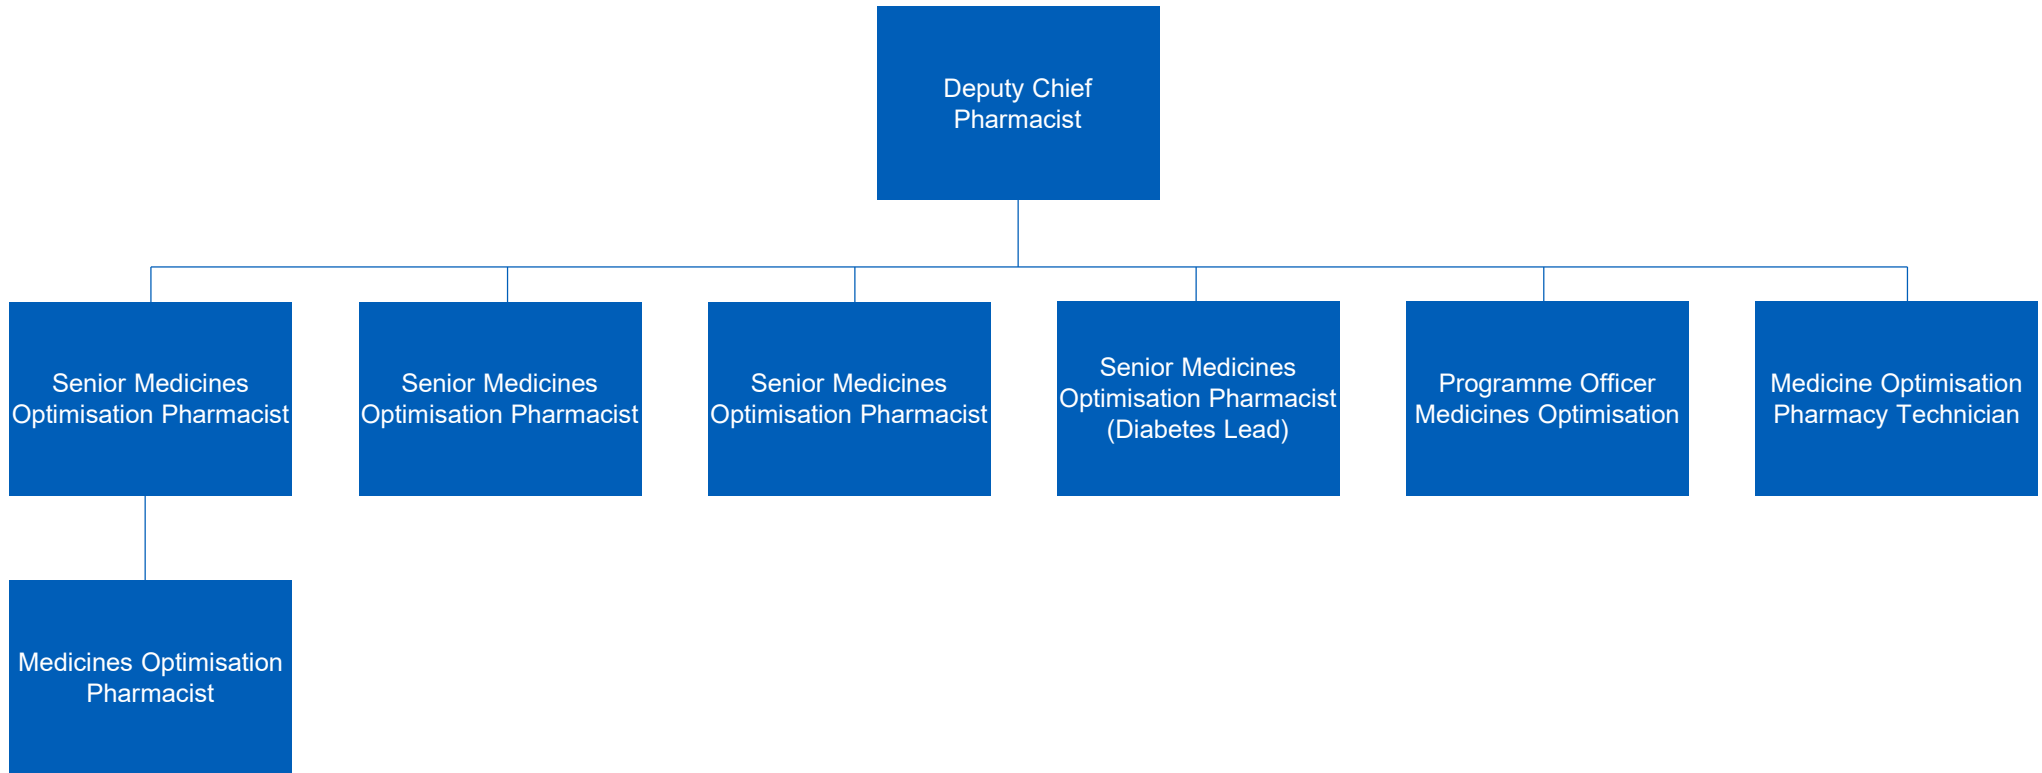 Deputy Chief
Pharmacist
Senior Medicines
Optimisation Pharmacist
Senior Medicines
Optimisation Pharmacist
Senior Medicines
Optimisation Pharmacist
Senior Medicines
Optimisation Pharmacist
(Diabetes Lead)
Programme Officer
Medicines Optimisation
Medicine Optimisation
Pharmacy Technician
Medicines Optimisation
Pharmacist